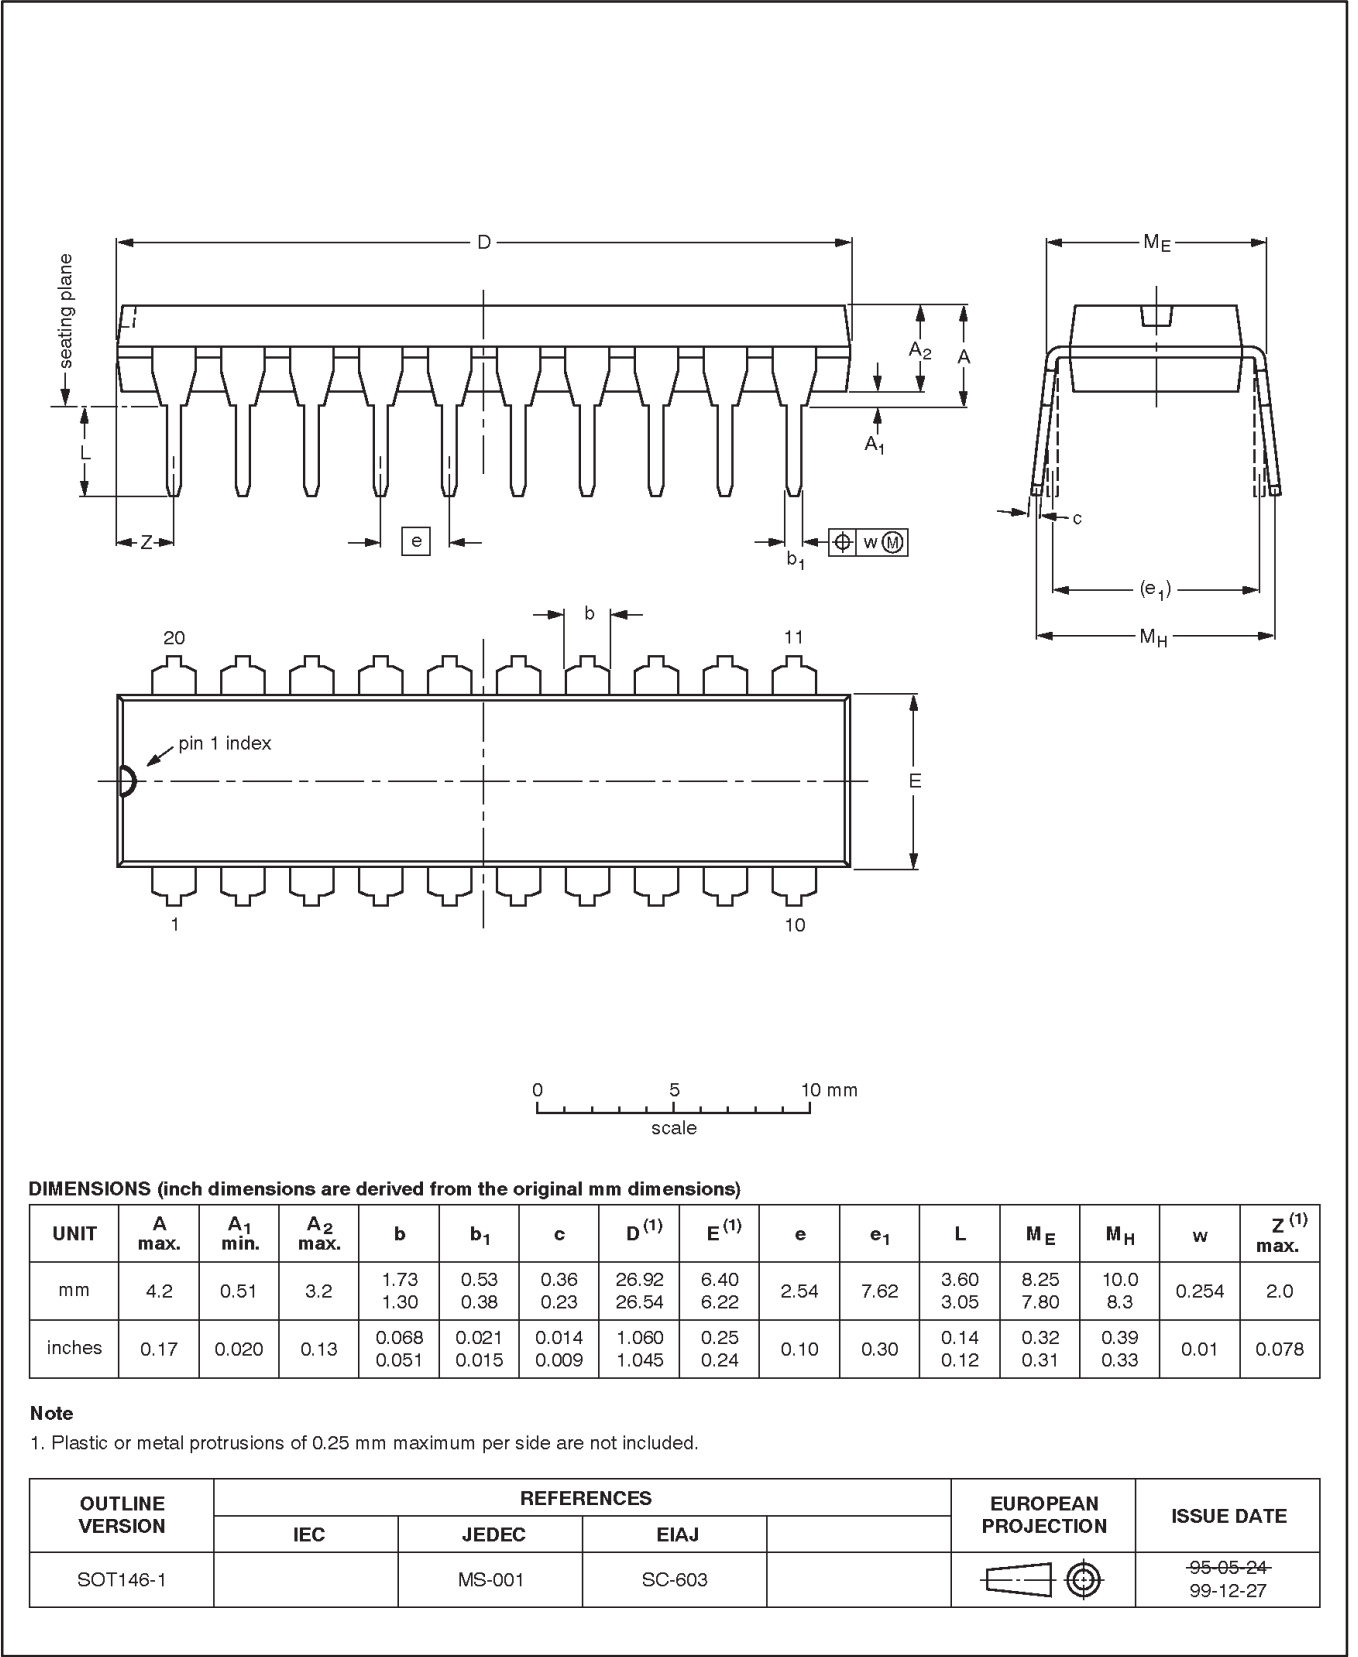 D
ME
seating plane
A2
A
A1
L
Z
e
b1
w M
c
(e1)
MH
b
20
11
pin 1 index
E
1
10
0 5 10 mm
scale
DIMENSIONS (inch dimensions are derived from the original mm dimensions)
UNIT A max. A1 min. A2 max. b b1 c D(1) E(1) e e1 L ME MH w Z(1) max.
mm 4.2 0.51 3.2 1.73 1.30 0.53 0.38 0.36 0.23 26.92 26.54 6.40 6.22 2.54 7.62 3.60 3.05 8.25 7.80 10.0 8.3 0.254 2.0
inches 0.17 0.020 0.13 0.068 0.051 0.021 0.015 0.014 0.009 1.060 1.045 0.25 0.24 0.10 0.30 0.14 0.12 0.32 0.31 0.39 0.33 0.01 0.078
Note
1. Plastic or metal protrusions of 0.25 mm maximum per side are not included.
OUTLINE VERSION REFERENCES EUROPEAN PROJECTION ISSUE DATE
IEC JEDEC EIAJ
SOT146-1 MS-001 SC-603 95-05-24
99-12-27